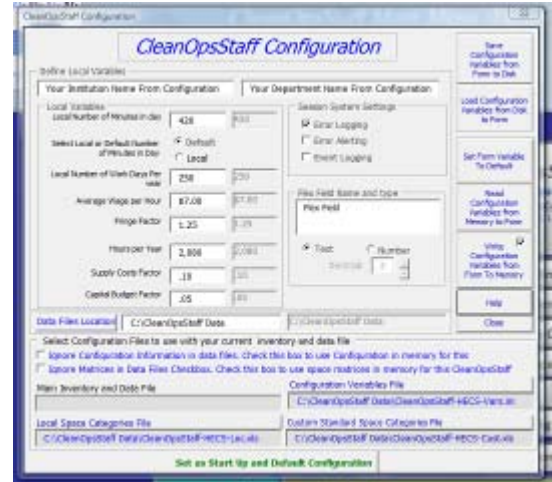 CleanOpsStaff Configuration
CleanOpsStaff Configuration
Define Local Variables
Your Institution Name From Configuration
Your Department Name From Configuration
Local Variables
Local Number of Minutes in day
420
Select Local or Default Number
of Minutes in Day
Default
Local
Local Number of Work Days Per
year
250
250
Average Wage per Hour
$7.00
Fringe Factor
1.25
1.25
Hours per Year
2,080
2,080
Supply Costs Factor
.10
.10
Capital Budget Factor
.05
.05
Session System Settings
Error Logging
Error Alerting
Event Logging
Flex Field Name and type
Flex Field
Text
Number
Decimal
Save
Configuration
Variables from
Form to Disk
Load Configuration
Variables from Disk
to Form
Set Form Variable
To Default
Read
Configuration
Variables from
Memory to Form
Write
Configuration
Variables from
Form To Memory
Help
Close
Data Files Location
C:\CleanOpsStaff Data
C:\CleanOpsStaff Data
Select Configuration Files to use with your current inventory and data file
Ignore Configuration Information in data files. Check this box to use Configuration in memory for this
Ignore Matrices in Data Files Checkbox. Check this box to use space matrices in memory for this CleanOpsStaff
Main Inventory and Data File
Configuration Variables File
C:\CleanOpsStaff Data\CleanOpsStaff-HECS-Vars.ini
Local Space Categories File
Custom Standard Space Categories File
C:\CleanOpsStaff Data\CleanOpsStaff-HECS-Loc.xls
C:\CleanOpsStaff Data\CleanOpsStaff-HECS-Cust.xls
Set as Start Up and Default Configuration